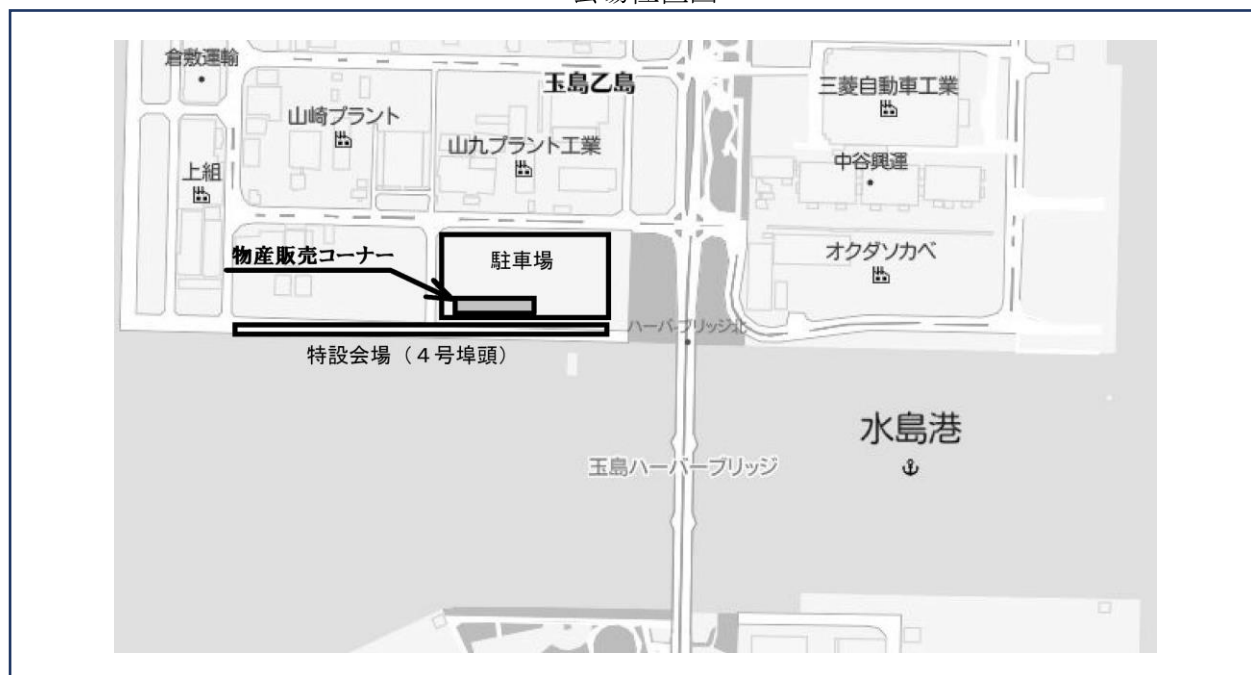 会場位置図
倉敷運輸
玉島乙島
三菱自動車工業
山崎プラント
山九プラント工業
中谷興運
上組
物産販売コーナー
駐車場
オクダソカベ
ハーバーブリッジ北
特設会場（４号埠頭）
水島港
玉島ハーバーブリッジ